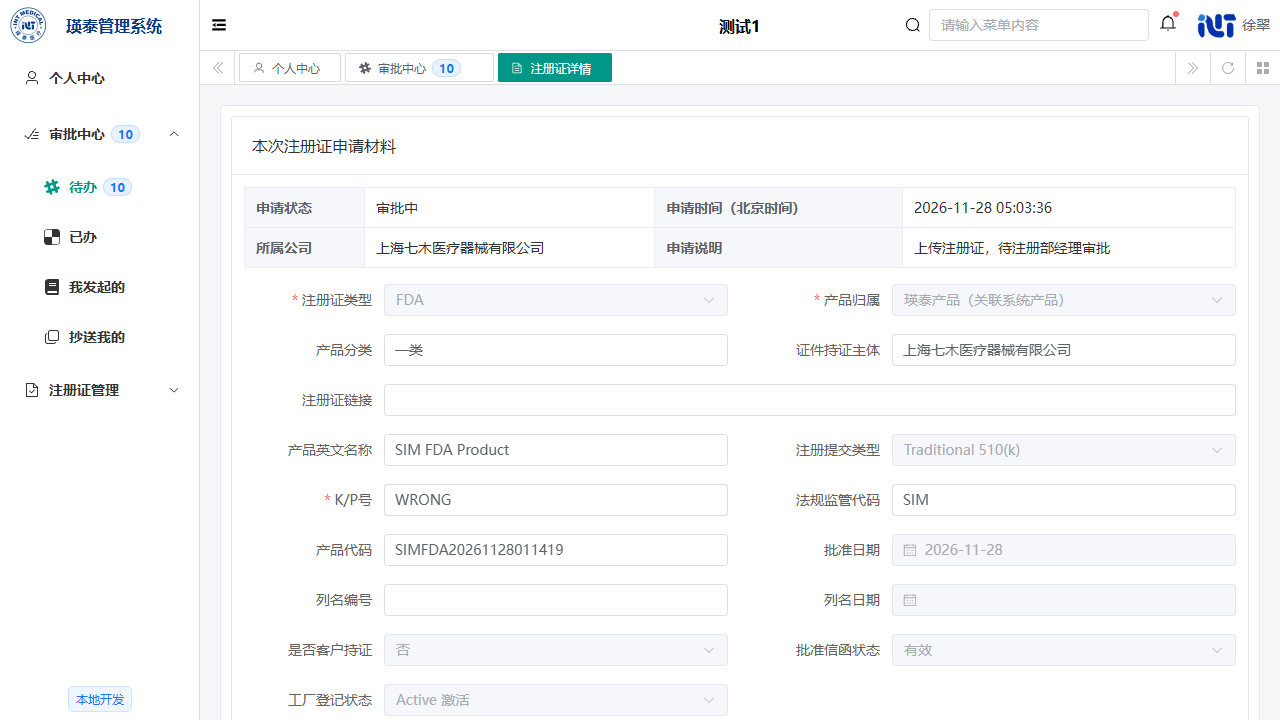 瑛泰管理系统
测试1
请输入菜单内容
徐翠
个人中心
审批中心 10
注册证详情
个人中心
审批中心 10
待办 10
已办
我发起的
抄送我的
注册证管理
本地开发
本次注册证申请材料
申请状态 审批中 申请时间（北京时间） 2026-11-28 05:03:36
所属公司 上海七木医疗器械有限公司 申请说明 上传注册证，待注册部经理审批
* 注册证类型 FDA * 产品归属 瑛泰产品（关联系统产品）
产品分类 一类 证件持证主体 上海七木医疗器械有限公司
注册证链接
产品英文名称 SIM FDA Product 注册提交类型 Traditional 510(k)
* K/P号 WRONG 法规监管代码 SIM
产品代码 SIMFDA20261128011419 批准日期 2026-11-28
列名编号 列名日期
是否客户持证 否 批准信函状态 有效
工厂登记状态 Active 激活